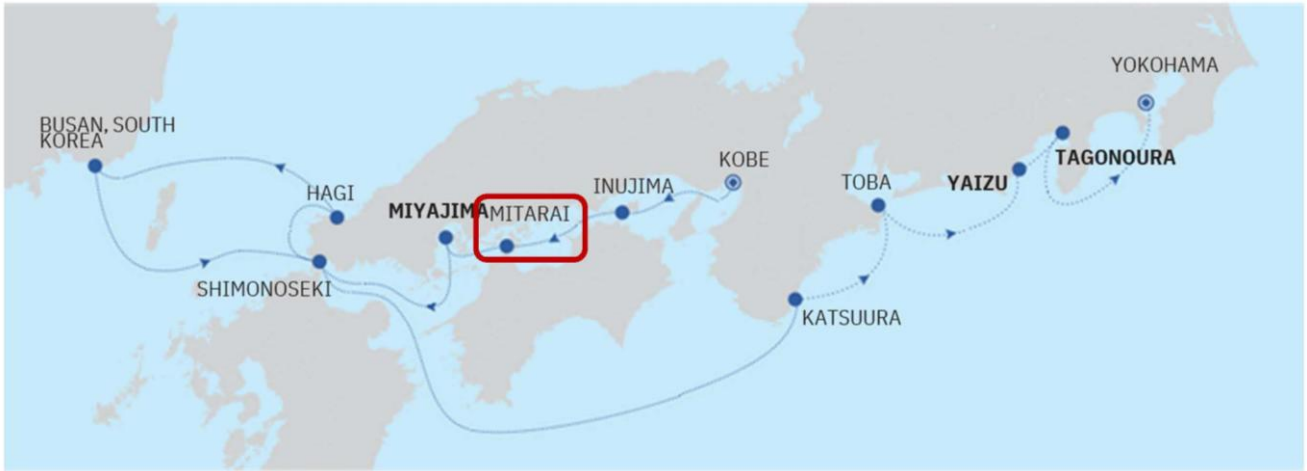 YOKOHAMA
BUSAN, SOUTH
KOREA
TAGONOURA
KOBE
HAGI
INUJIMA
TOBA
YAIZU
MIYAJIMA
MITARAI
SHIMONOSEKI
KATSUURA